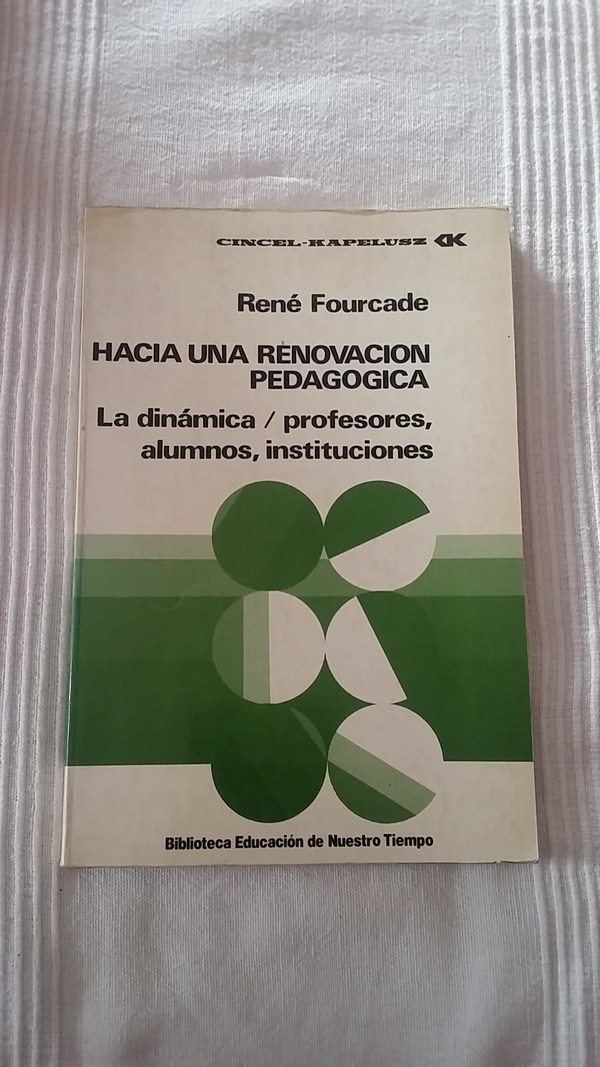 CINCEL-KAPELUSZ CK
René Fourcade
HACIA UNA RENOVACION
PEDAGOGICA
La dinámica / profesores,
alumnos, instituciones
Biblioteca Educación de Nuestro Tiempo